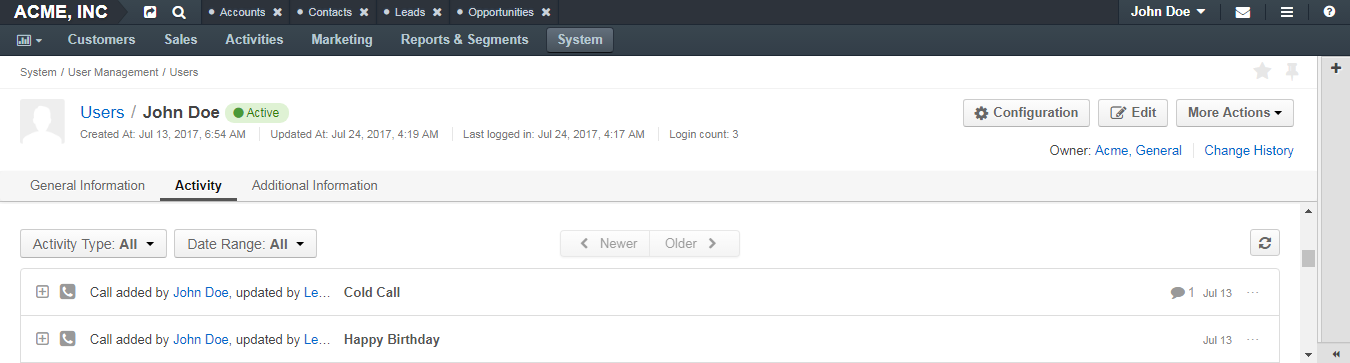 ACME, INC • Accounts ✖ • Contacts ✖ • Leads ✖ • Opportunities ✖ John Doe
Customers Sales Activities Marketing Reports & Segments System
System / User Management / Users
Users / John Doe Active
Configuration Edit More Actions
Created At: Jul 13, 2017, 6:54 AM Updated At: Jul 24, 2017, 4:19 AM Last logged in: Jul 24, 2017, 4:17 AM Login count: 3
Owner: Acme, General Change History
General Information Activity Additional Information
Activity Type: All Date Range: All Newer Older
Call added by John Doe, updated by Le... Cold Call 1 Jul 13 ...
Call added by John Doe, updated by Le... Happy Birthday Jul 13 ...